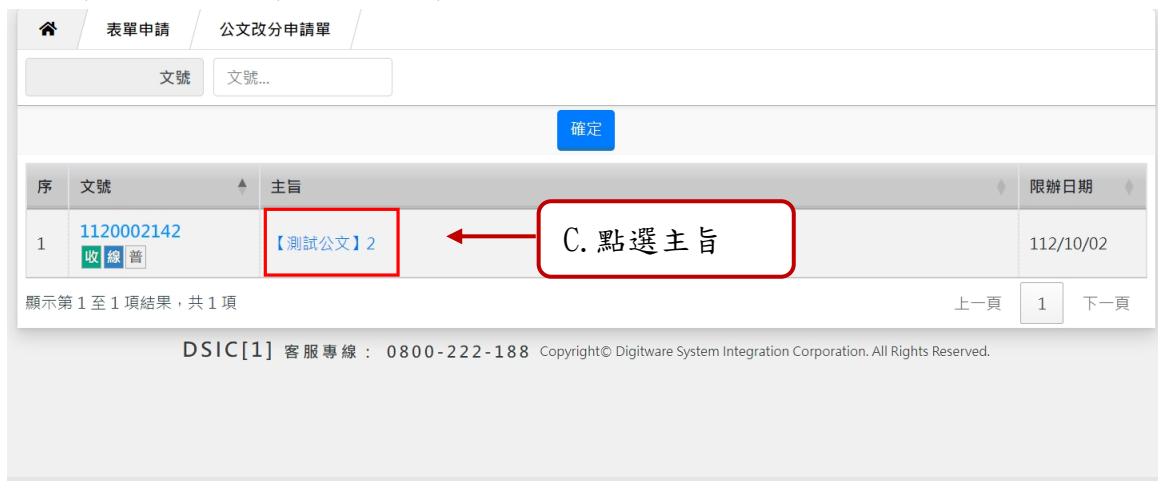 表單申請 公文改分申請單
文號 文號...
確定
序 文號 主旨 限辦日期
1 1120002142 【測試公文】2 112/10/02
收 線 普
C.點選主旨
顯示第 1 至 1 項結果，共 1 項 上一頁 1 下一頁
DSIC[1] 客服專線： 0800-222-188 Copyright© Digitware System Integration Corporation. All Rights Reserved.